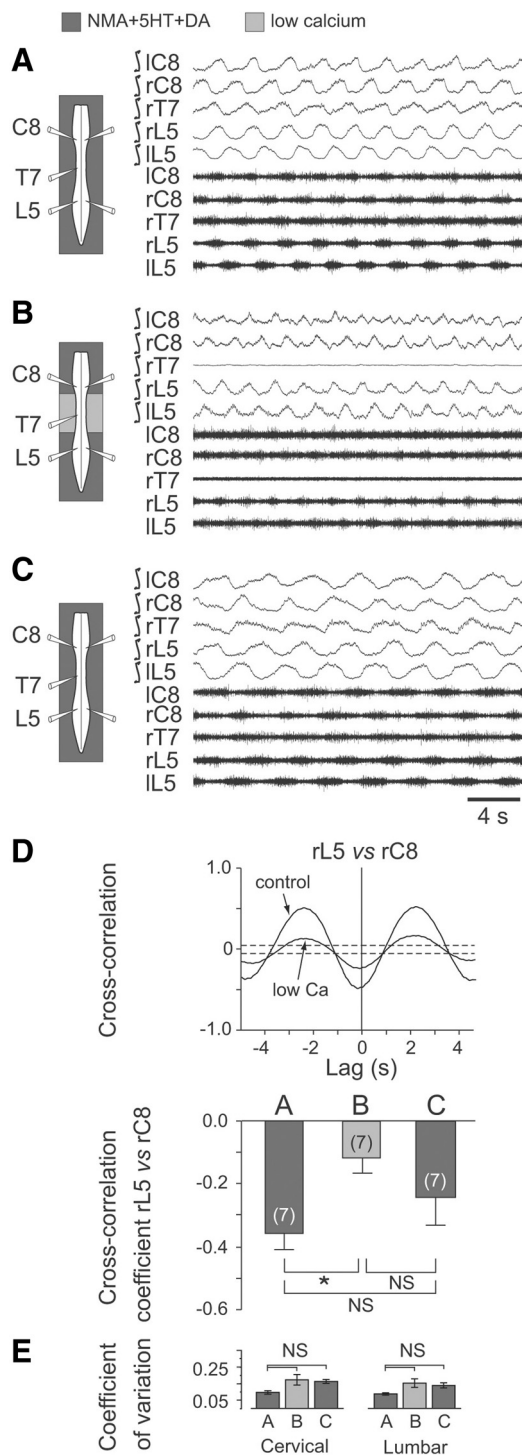 NMA+5HT+DA low calcium
A
lC8
rC8
rT7
rL5
lL5
lC8
rC8
rT7
rL5
lL5
C8
T7
L5
B
lC8
rC8
rT7
rL5
lL5
lC8
rC8
rT7
rL5
lL5
C8
T7
L5
C
lC8
rC8
rT7
rL5
lL5
lC8
rC8
rT7
rL5
lL5
C8
T7
L5
4 s
D
rL5 vs rC8
Cross-correlation
1.0
0
-1.0
control
low Ca
-4 -2 0 2 4
Lag (s)
A B C
Cross-correlation
coefficient rL5 vs rC8
0.0
-0.2
-0.4
-0.6
(7) (7) (7)
* NS
NS
E
Coefficient
of variation
0.25
0.05
NS NS
A B C A B C
Cervical Lumbar